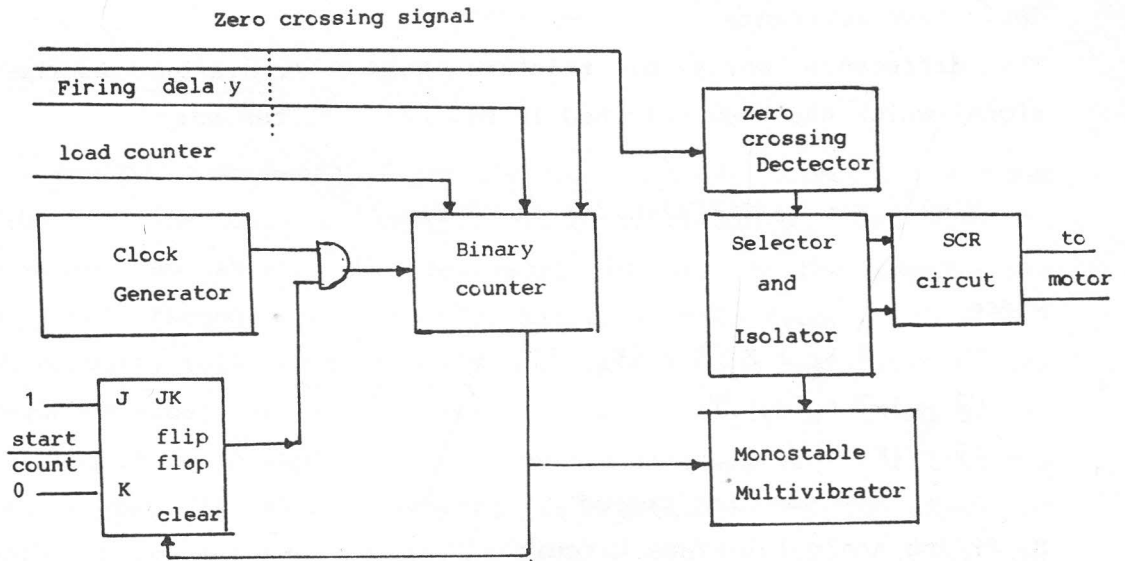 Zero crossing signal
Firing delay
load counter
Zero
crossing
Dectector
Clock
Generator
Binary
counter
Selector
and
Isolator
SCR
circut
to
motor
1
J JK
start
flip
count
flop
0
K
clear
Monostable
Multivibrator